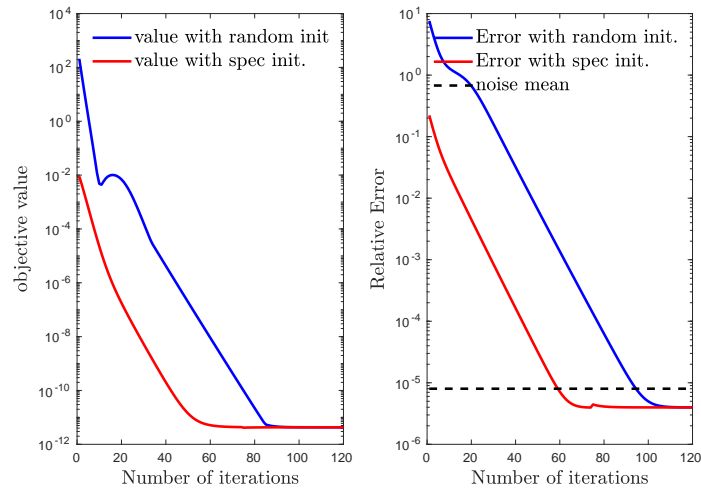 value with random init
value with spec init.
objective value
10^4
10^2
10^0
10^-2
10^-4
10^-6
10^-8
10^-10
10^-12
0 20 40 60 80 100 120
Number of iterations
Error with random init.
Error with spec init.
noise mean
Relative Error
10^1
10^0
10^-1
10^-2
10^-3
10^-4
10^-5
10^-6
0 20 40 60 80 100 120
Number of iterations